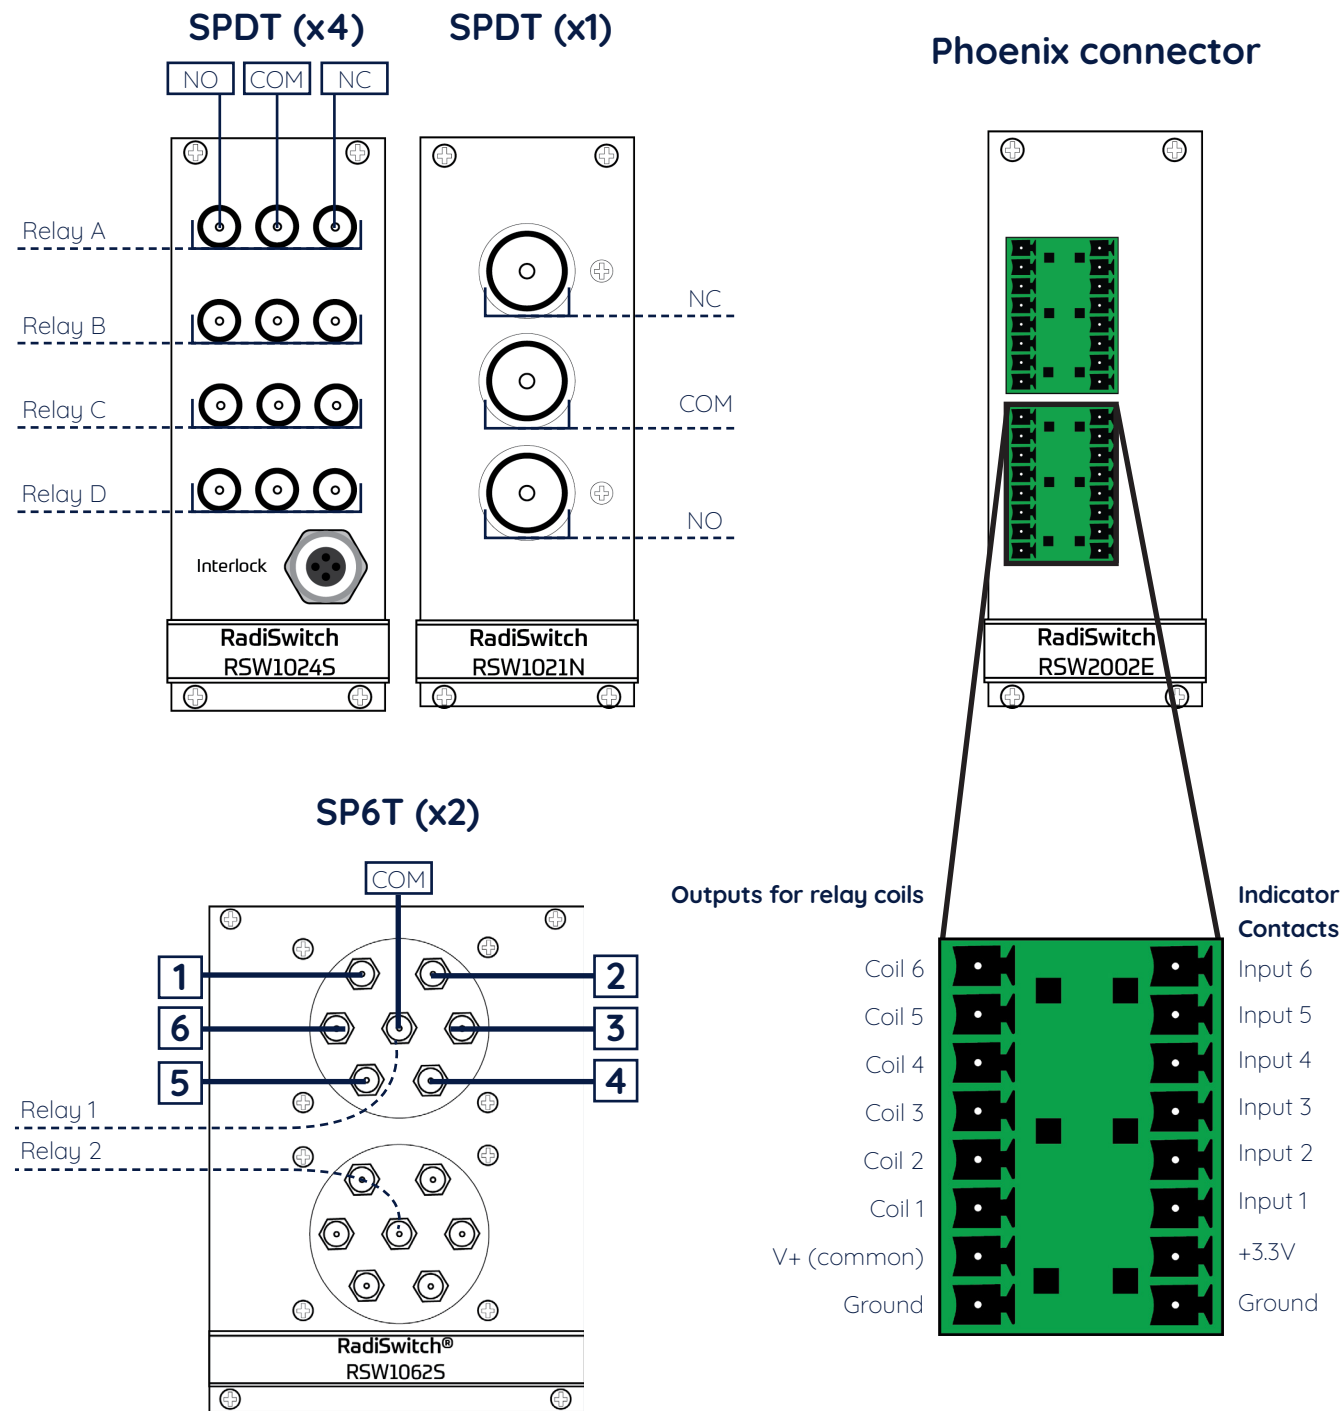 SPDT (x4)
SPDT (x1)
Phoenix connector
NO
COM
NC
Relay A
Relay B
Relay C
Relay D
Interlock
RadiSwitch
RSW1024S
NC
COM
NO
RadiSwitch
RSW1021N
RadiSwitch
RSW2002E
SP6T (x2)
COM
1
2
6
3
5
4
Relay 1
Relay 2
RadiSwitch®
RSW1062S
Outputs for relay coils
Indicator
Contacts
Coil 6
Input 6
Coil 5
Input 5
Coil 4
Input 4
Coil 3
Input 3
Coil 2
Input 2
Coil 1
Input 1
V+ (common)
+3.3V
Ground
Ground